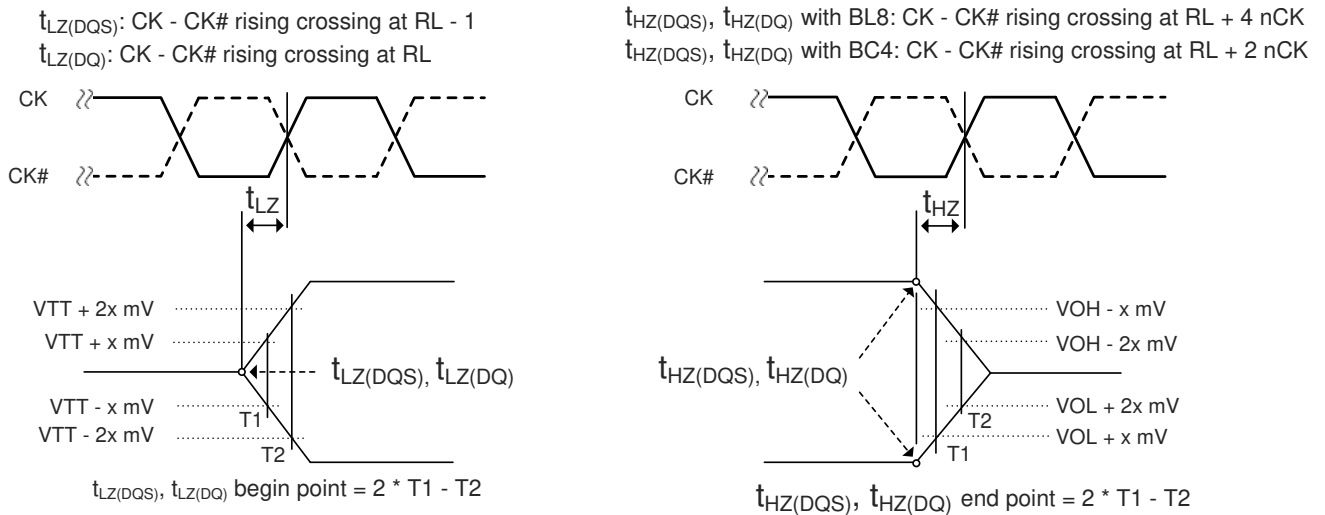 tLZ(DQS): CK - CK# rising crossing at RL - 1
tLZ(DQ): CK - CK# rising crossing at RL
CK
CK#
tLZ
VTT + 2x mV
VTT + x mV
tLZ(DQS), tLZ(DQ)
VTT - x mV
VTT - 2x mV
T1
T2
tLZ(DQS), tLZ(DQ) begin point = 2 * T1 - T2
tHZ(DQS), tHZ(DQ) with BL8: CK - CK# rising crossing at RL + 4 nCK
tHZ(DQS), tHZ(DQ) with BC4: CK - CK# rising crossing at RL + 2 nCK
CK
CK#
tHZ
VOH - x mV
VOH - 2x mV
tHZ(DQS), tHZ(DQ)
VOL + 2x mV
VOL + x mV
T2
T1
tHZ(DQS), tHZ(DQ) end point = 2 * T1 - T2